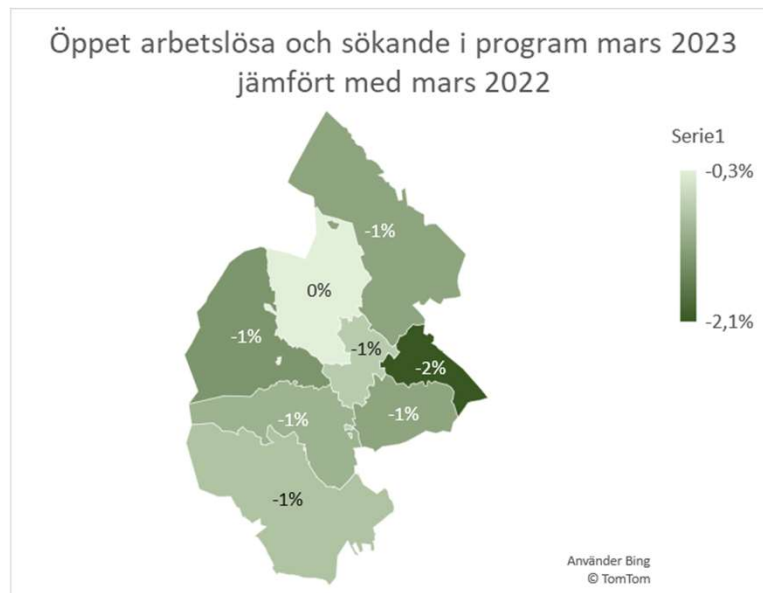 Öppet arbetslösa och sökande i program mars 2023
jämfört med mars 2022
Serie1
-0,3%
-2,1%
-1%
0%
-1%
-1%
-2%
-1%
-1%
-1%
Använder Bing
© TomTom